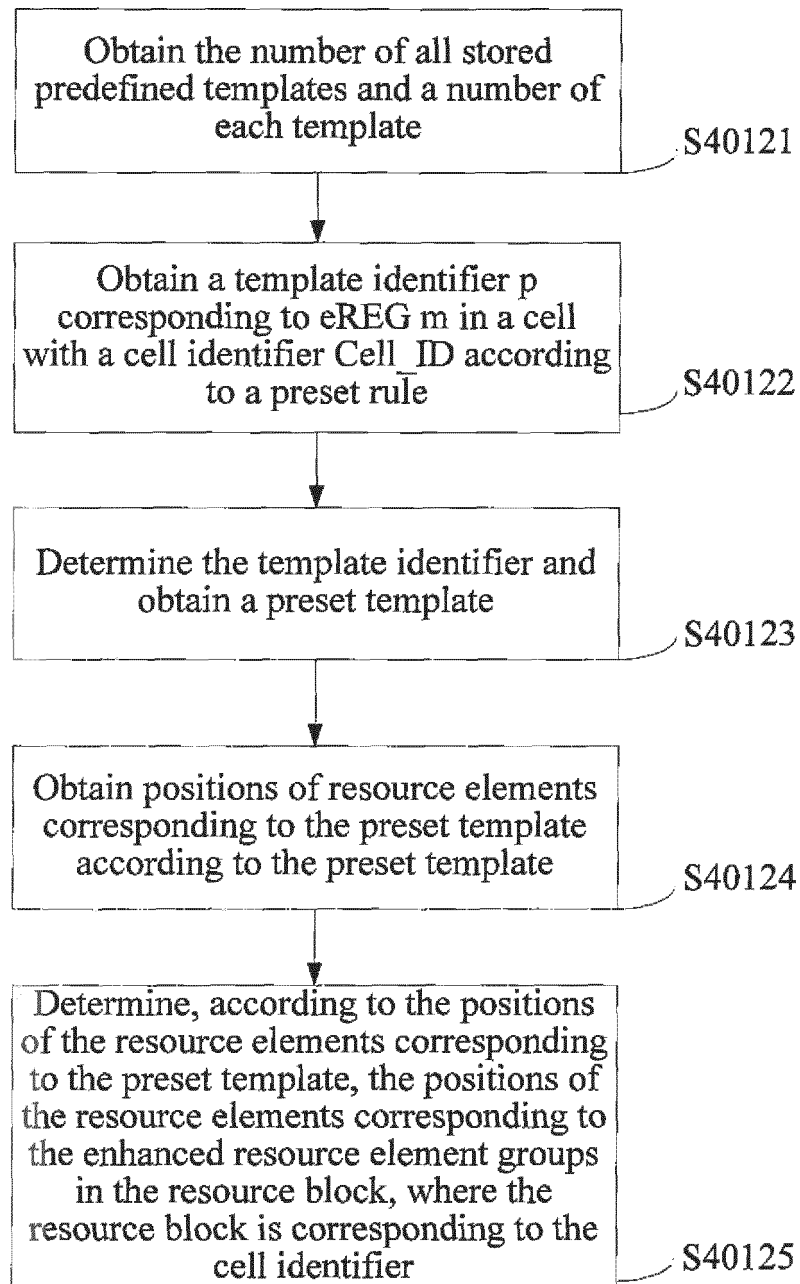 Obtain the number of all stored
predefined templates and a number of
each template
S40121
Obtain a template identifier p
corresponding to eREG m in a cell
with a cell identifier Cell_ID according
to a preset rule
S40122
Determine the template identifier and
obtain a preset template
S40123
Obtain positions of resource elements
corresponding to the preset template
according to the preset template
S40124
Determine, according to the positions
of the resource elements corresponding
to the preset template, the positions of
the resource elements corresponding to
the enhanced resource element groups
in the resource block, where the
resource block is corresponding to the
cell identifier
S40125